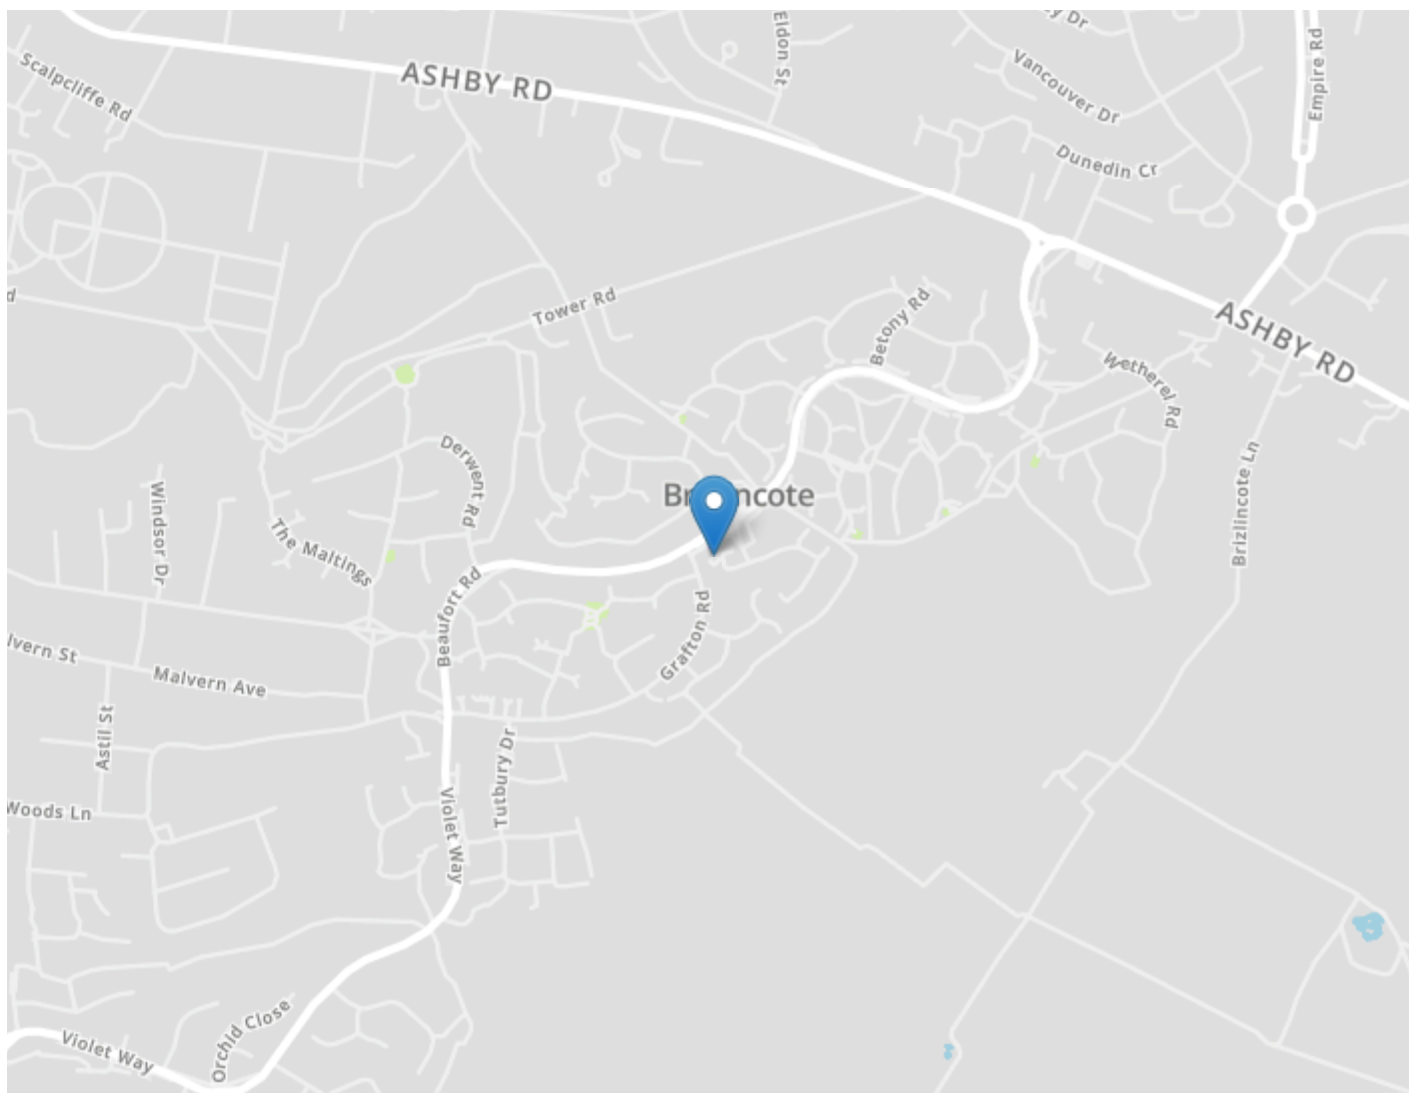 Eldon St
y Dr
Empire Rd
Vancouver Dr
Scalpcliffe Rd
ASHBY RD
Dunedin Cr
d
Tower Rd
Betony Rd
ASHBY RD
Wetherel Rd
Derwent Rd
Brizlincote Ln
Windsor Dr
The Maltings
Beaufort Rd
Grafton Rd
lvern St
Malvern Ave
Astil St
Tutbury Dr
Woods Ln
Violet Way
Orchid Close
Violet Way